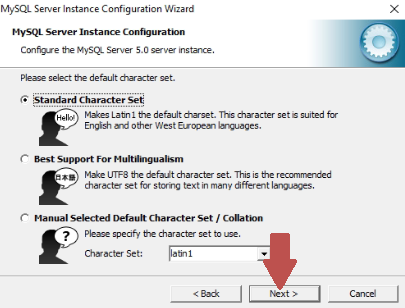 MySQL Server Instance Configuration Wizard
MySQL Server Instance Configuration
Configure the MySQL Server 5.0 server instance.
Please select the default character set.
Standard Character Set
Hello!
Makes Latin1 the default charset. This character set is suited for
English and other West European languages.
Best Support For Multilingualism
日本語
Make UTF8 the default character set. This is the recommended
character set for storing text in many different languages.
Manual Selected Default Character Set / Collation
?
Please specify the character set to use.
Character Set: latin1
< Back Next > Cancel